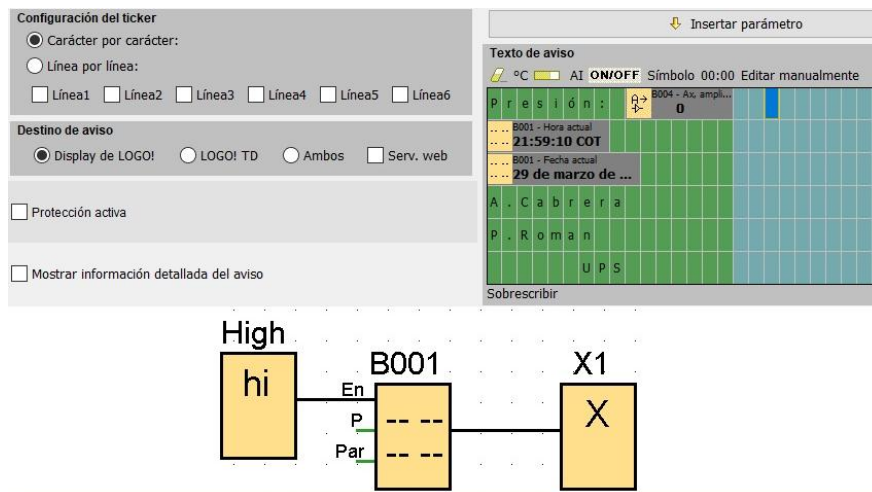 Configuración del ticker
Carácter por carácter:
Línea por línea:
Línea1 Línea2 Línea3 Línea4 Línea5 Línea6
Destino de aviso
Display de LOGO! LOGO! TD Ambos Serv. web
Protección activa
Mostrar información detallada del aviso
Insertar parámetro
Texto de aviso
°C AI ON/OFF Símbolo 00:00 Editar manualmente
Presión: A→ B004 - Ax, ampli...
0
B001 - Hora actual
21:59:10 COT
B001 - Fecha actual
29 de marzo de ...
A.Cabrera
P.Roman
UPS
Sobrescribir
High
hi
B001
En
P
Par
X1
X